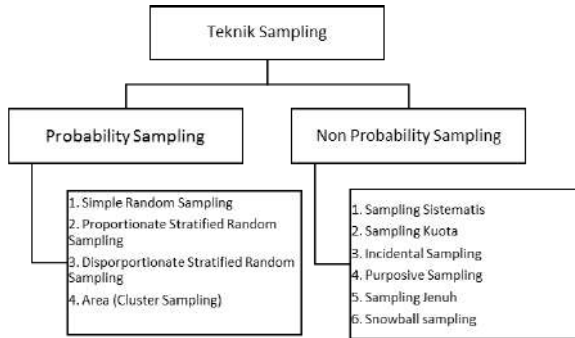 Teknik Sampling
Probability Sampling
Non Probability Sampling
1. Simple Random Sampling
2. Proportionate Stratified Random
Sampling
3. Disporportionate Stratified Random
Sampling
4. Area (Cluster Sampling)
1. Sampling Sistematis
2. Sampling Kuota
3. Incidental Sampling
4. Purposive Sampling
5. Sampling Jenuh
6. Snowball sampling